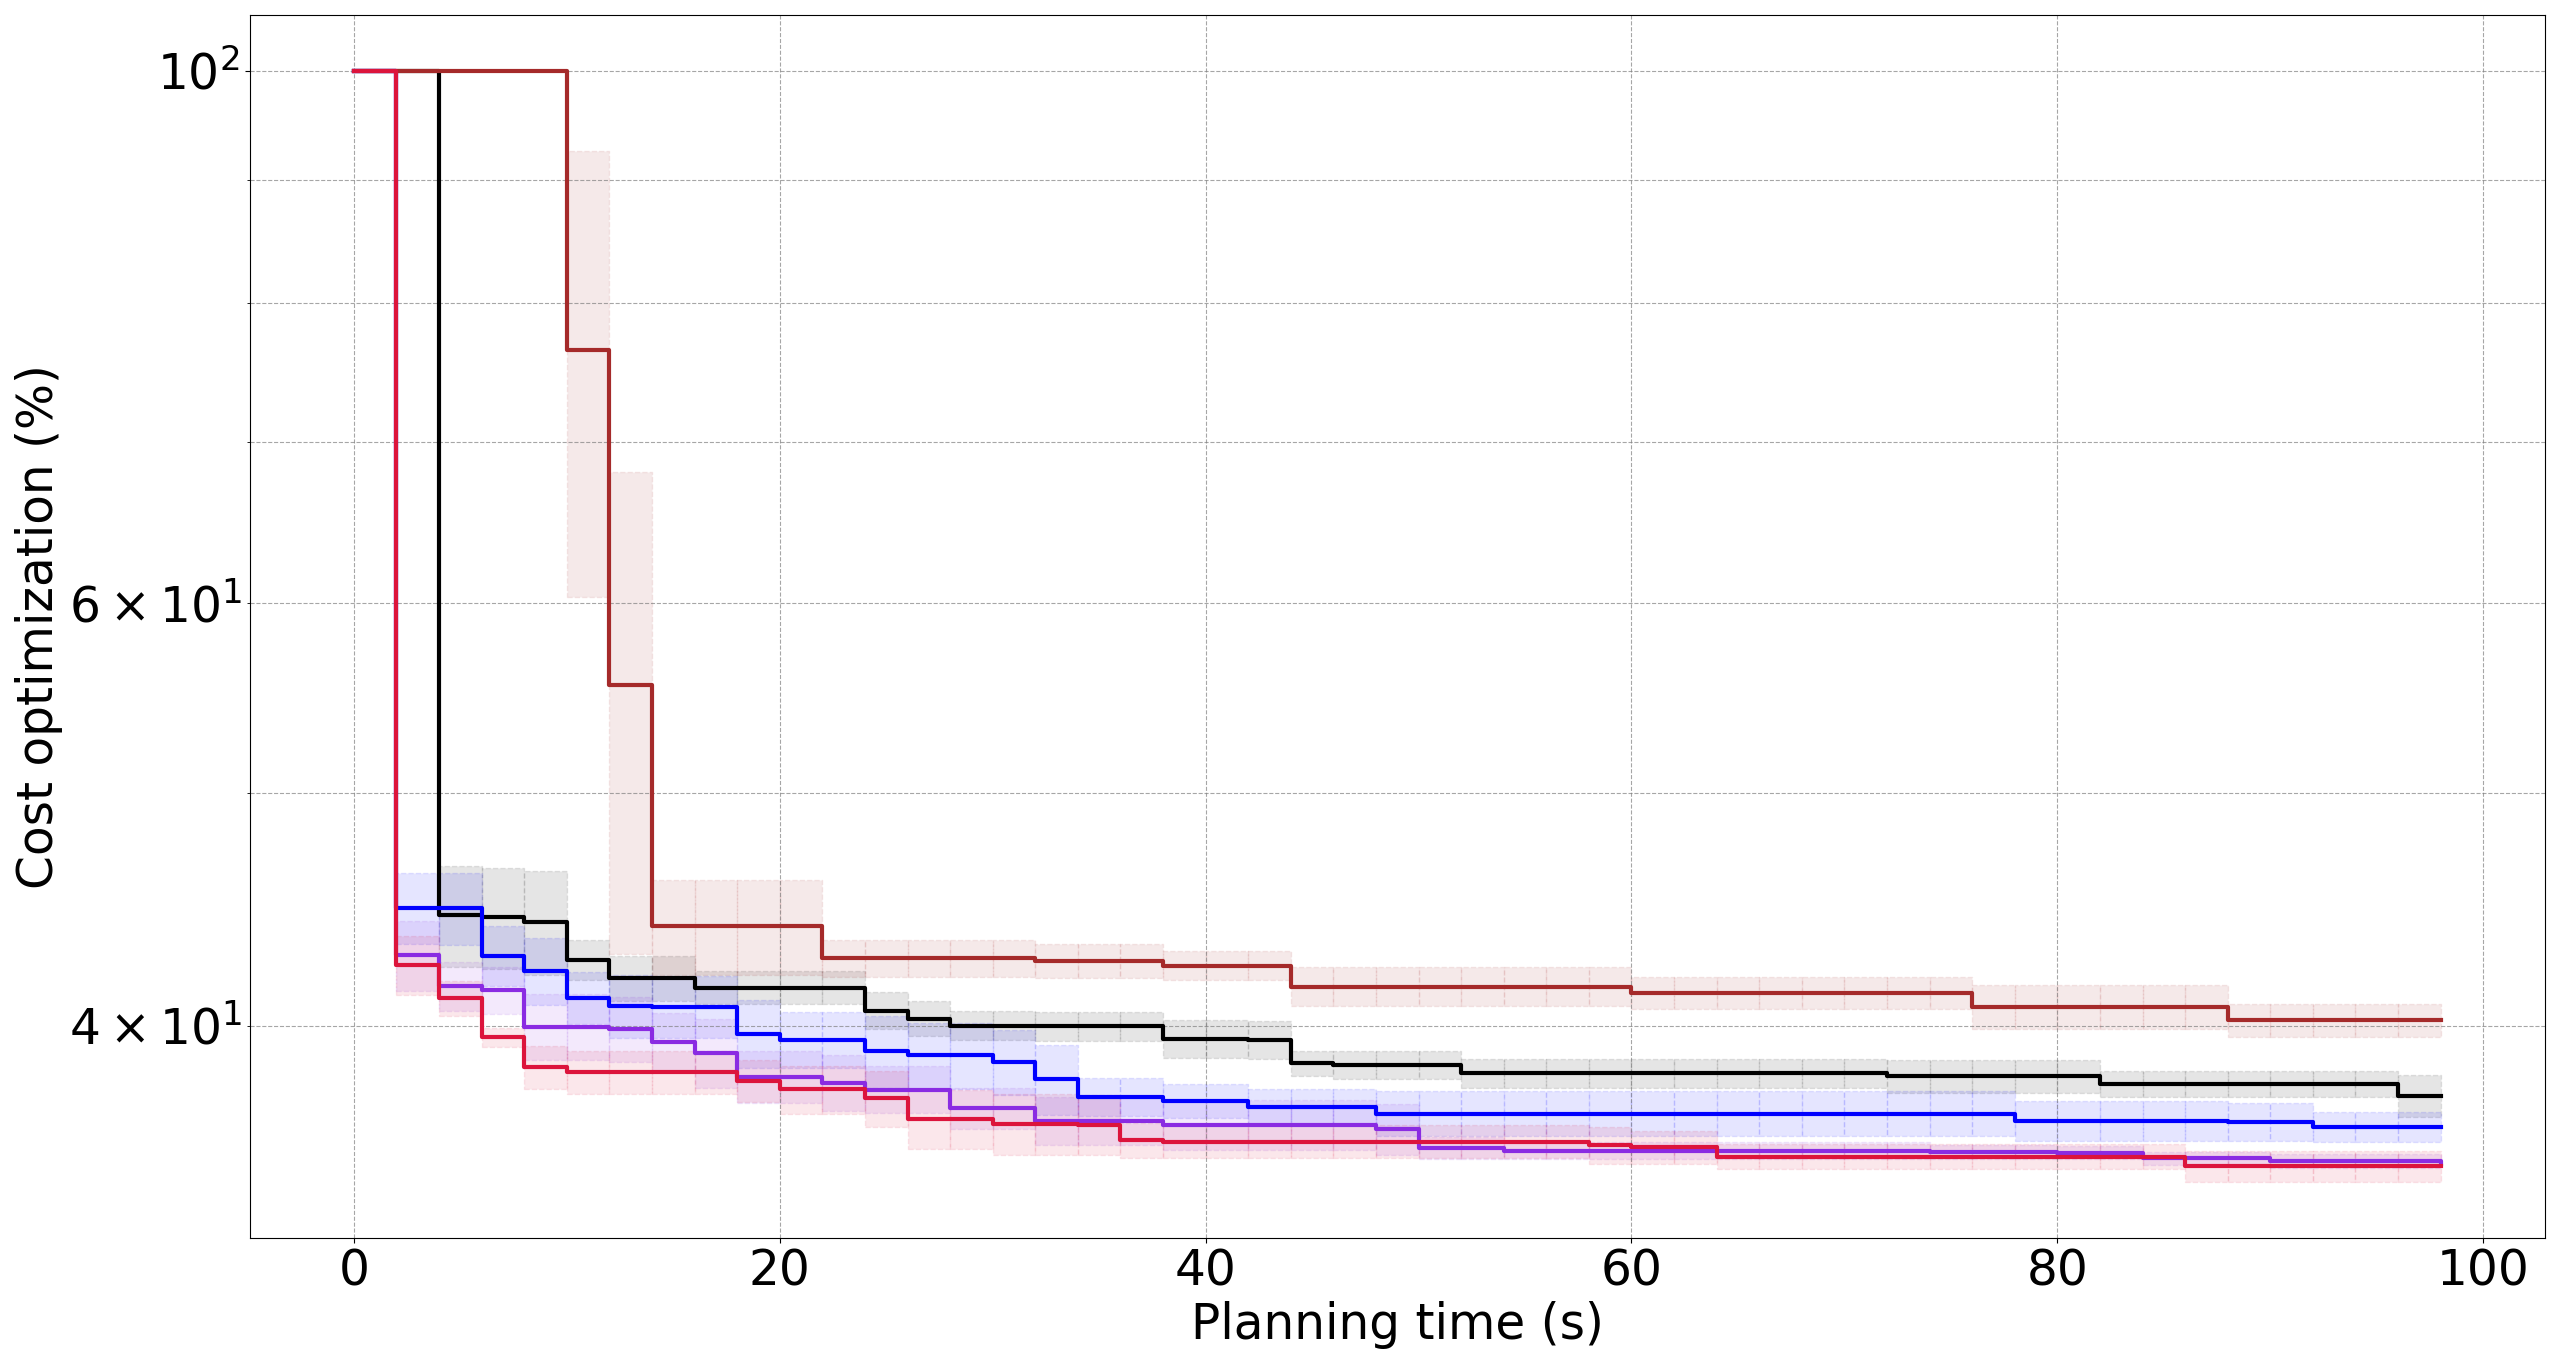 Cost optimization (%)
10²
6 × 10¹
4 × 10¹
0 20 40 60 80 100
Planning time (s)